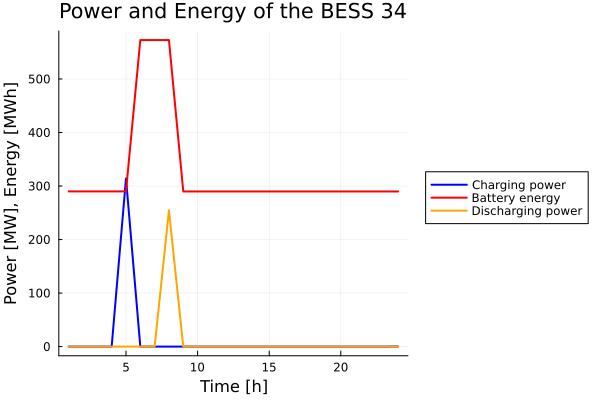 Power and Energy of the BESS 34
Power [MW], Energy [MWh]
500
400
300
200
100
0
5
10
15
20
Time [h]
Charging power
Battery energy
Discharging power